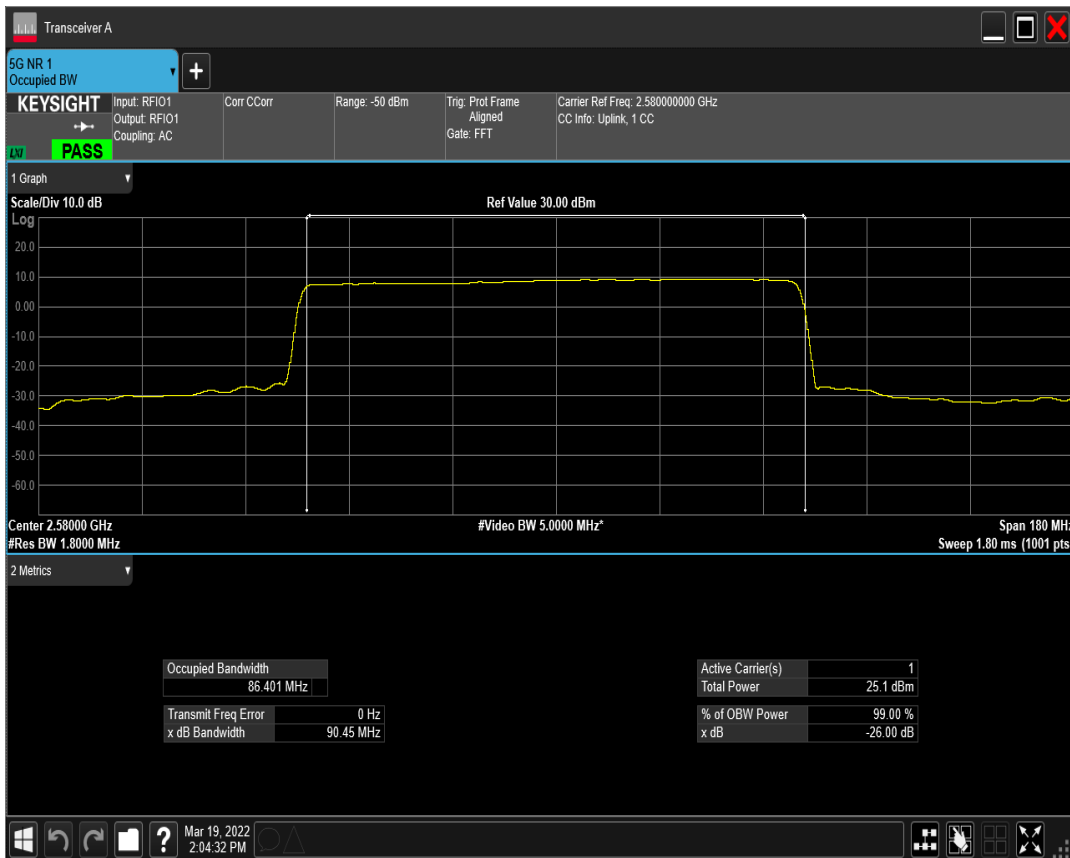 Transceiver A
5G NR 1
Occupied BW
+
KEYSIGHT
LXI
PASS
Input: RFIO1
Output: RFIO1
Coupling: AC
Corr CCorr
Range: -50 dBm
Trig: Prot Frame
Aligned
Gate: FFT
Carrier Ref Freq: 2.580000000 GHz
CC Info: Uplink, 1 CC
1 Graph
Scale/Div 10.0 dB
Ref Value 30.00 dBm
Log
20.0
10.0
0.00
-10.0
-20.0
-30.0
-40.0
-50.0
-60.0
Center 2.58000 GHz
#Video BW 5.0000 MHz*
Span 180 MHz
#Res BW 1.8000 MHz
Sweep 1.80 ms (1001 pts
2 Metrics
Occupied Bandwidth
86.401 MHz
Transmit Freq Error 0 Hz
x dB Bandwidth 90.45 MHz
Active Carrier(s) 1
Total Power 25.1 dBm
% of OBW Power 99.00 %
x dB -26.00 dB
?
Mar 19, 2022
2:04:32 PM